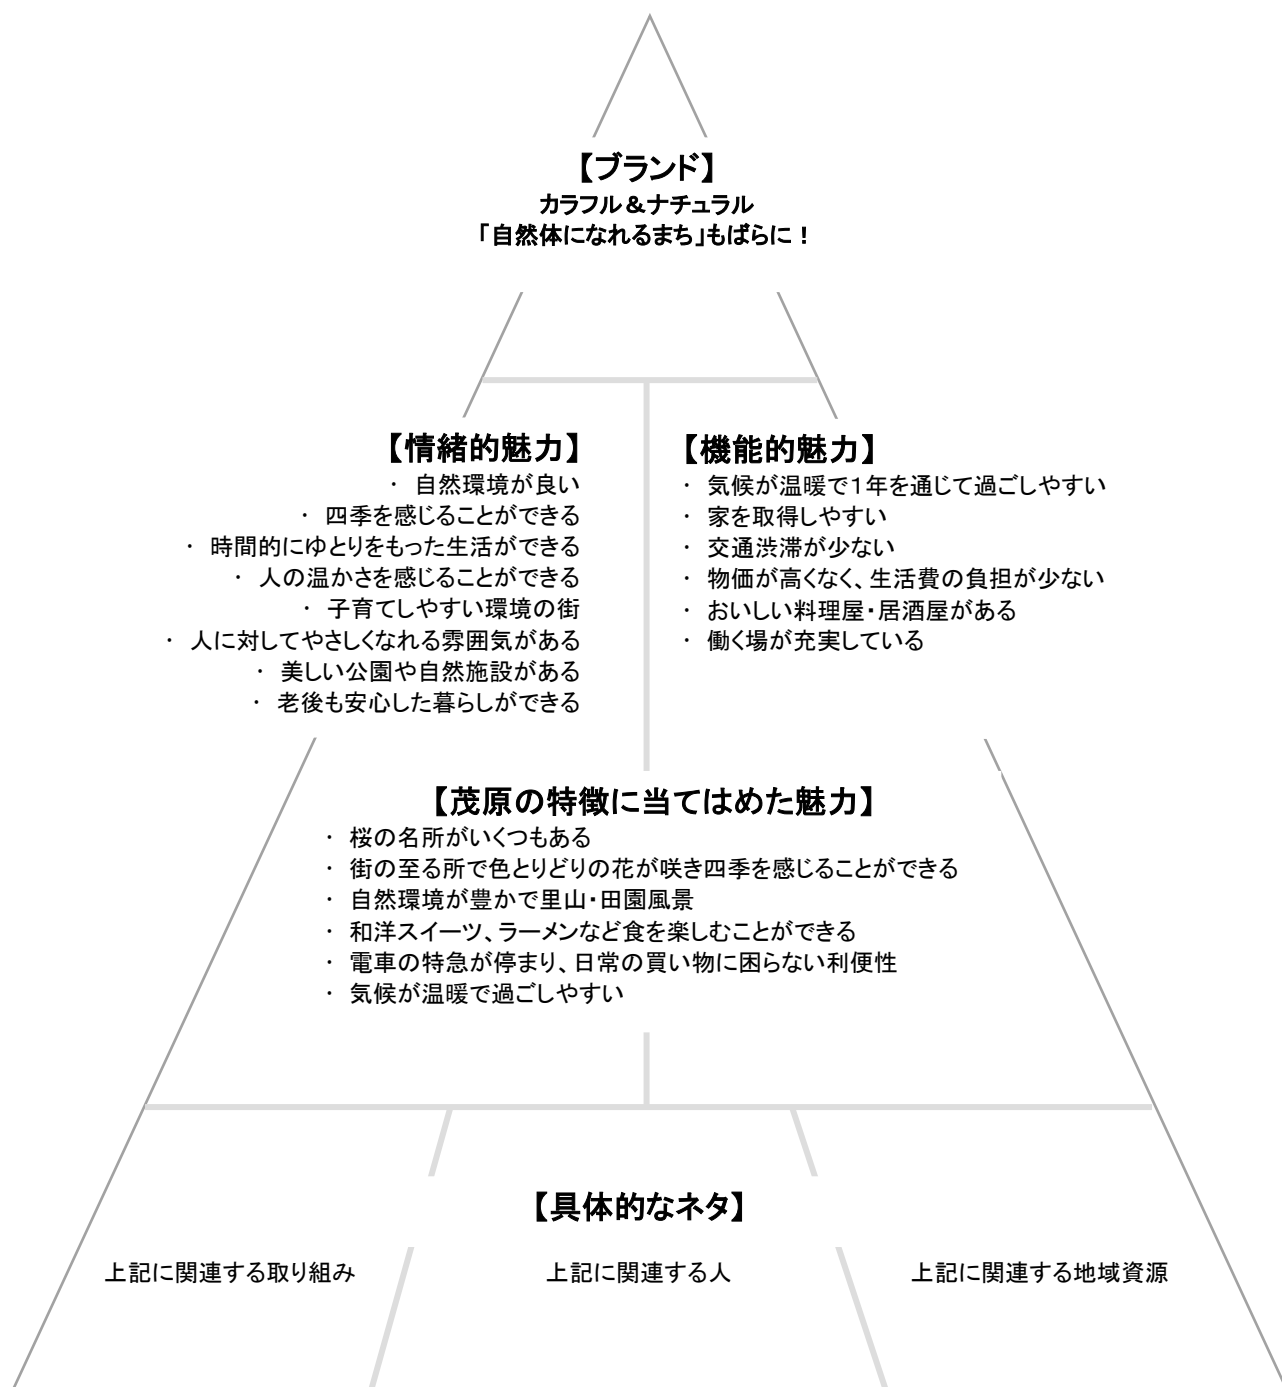 【ブランド】
カラフル＆ナチュラル
「自然体になれるまち」もばらに！
【情緒的魅力】
・ 自然環境が良い
・ 四季を感じることができる
・ 時間的にゆとりをもった生活ができる
・ 人の温かさを感じることができる
・ 子育てしやすい環境の街
・ 人に対してやさしくなれる雰囲気がある
・ 美しい公園や自然施設がある
・ 老後も安心した暮らしができる
【機能的魅力】
・ 気候が温暖で１年を通じて過ごしやすい
・ 家を取得しやすい
・ 交通渋滞が少ない
・ 物価が高くなく、生活費の負担が少ない
・ おいしい料理屋・居酒屋がある
・ 働く場が充実している
【茂原の特徴に当てはめた魅力】
・ 桜の名所がいくつもある
・ 街の至る所で色とりどりの花が咲き四季を感じることができる
・ 自然環境が豊かで里山・田園風景
・ 和洋スイーツ、ラーメンなど食を楽しむことができる
・ 電車の特急が停まり、日常の買い物に困らない利便性
・ 気候が温暖で過ごしやすい
【具体的なネタ】
上記に関連する取り組み
上記に関連する人
上記に関連する地域資源